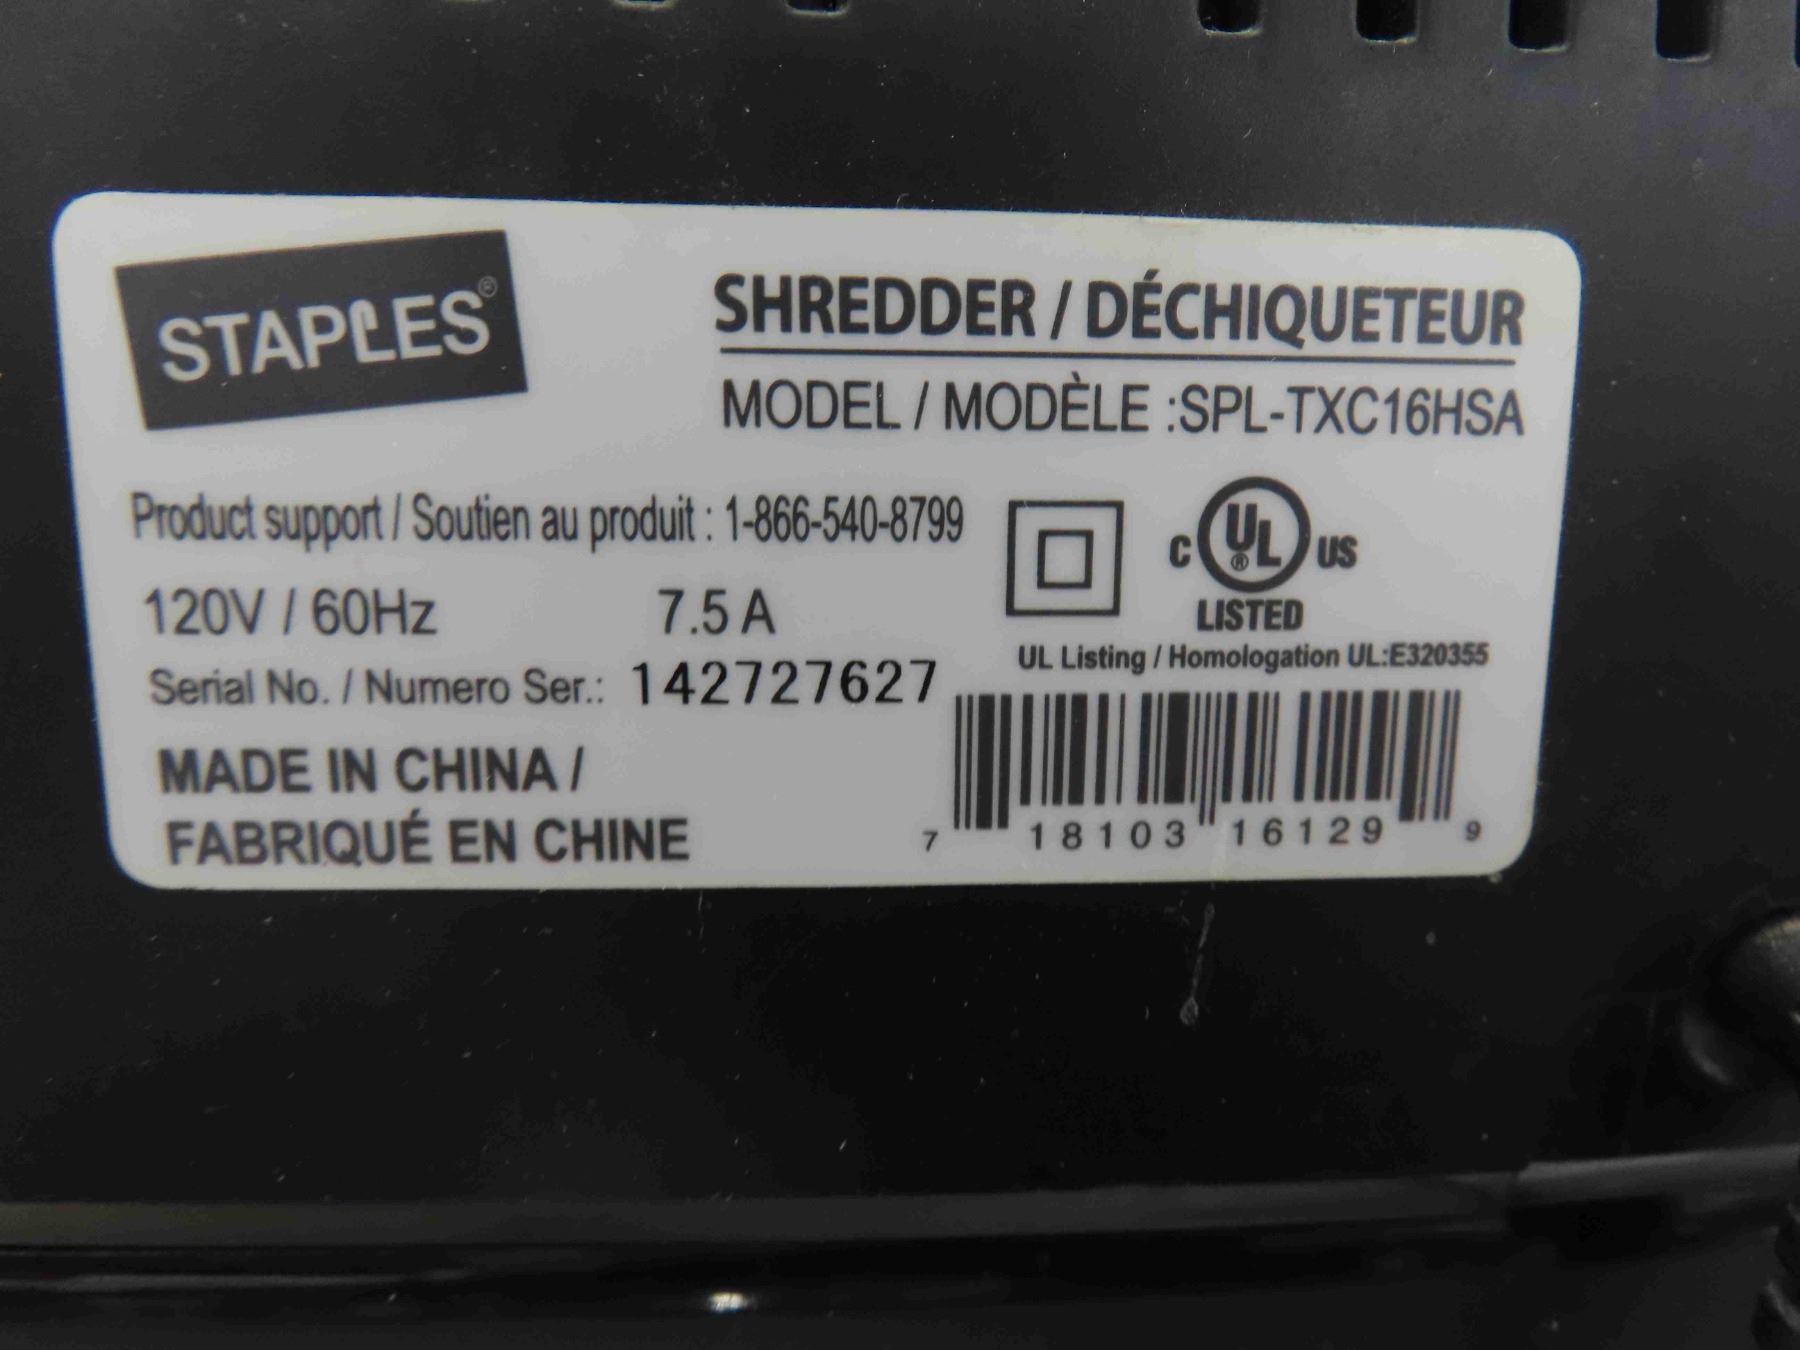 STAPLES®
SHREDDER / DÉCHIQUETEUR
MODEL / MODÈLE :SPL-TXC16HSA
Product support / Soutien au produit : 1-866-540-8799
120V / 60Hz 7.5 A
C UL® US
LISTED
UL Listing / Homologation UL:E320355
Serial No. / Numero Ser.: 142727627
MADE IN CHINA /
FABRIQUÉ EN CHINE
7 18103 16129 9